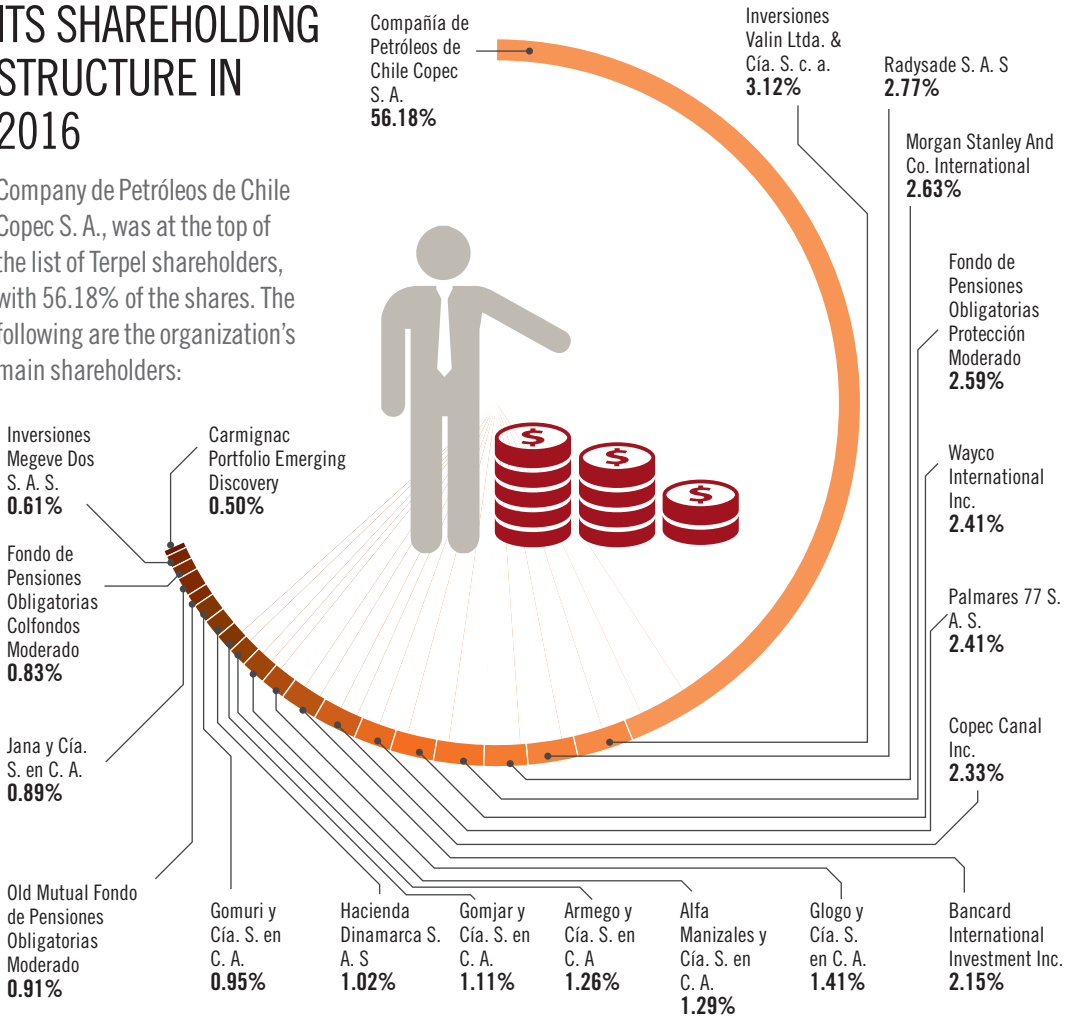 ITS SHAREHOLDING
STRUCTURE IN
2016
Company de Petróleos de Chile
Copec S. A., was at the top of
the list of Terpel shareholders,
with 56.18% of the shares. The
following are the organization's
main shareholders:
Compañía de
Petróleos de
Chile Copec
S. A.
56.18%
Inversiones
Valin Ltda. &
Cía. S. c. a.
3.12%
Radysade S. A. S
2.77%
Morgan Stanley And
Co. International
2.63%
Fondo de
Pensiones
Obligatorias
Protección
Moderado
2.59%
Wayco
International
Inc.
2.41%
Palmares 77 S.
A. S.
2.41%
Copec Canal
Inc.
2.33%
Bancard
International
Investment Inc.
2.15%
Glogo y
Cía. S.
en C. A.
1.41%
Alfa
Manizales y
Cía. S. en
C. A.
1.29%
Armego y
Cía. S. en
C. A
1.26%
Gomjar y
Cía. S. en
C. A.
1.11%
Hacienda
Dinamarca S.
A. S
1.02%
Gomuri y
Cía. S. en
C. A.
0.95%
Old Mutual Fondo
de Pensiones
Obligatorias
Moderado
0.91%
Jana y Cía.
S. en C. A.
0.89%
Fondo de
Pensiones
Obligatorias
Colfondos
Moderado
0.83%
Inversiones
Megeve Dos
S. A. S.
0.61%
Carmignac
Portfolio Emerging
Discovery
0.50%
$
$
$